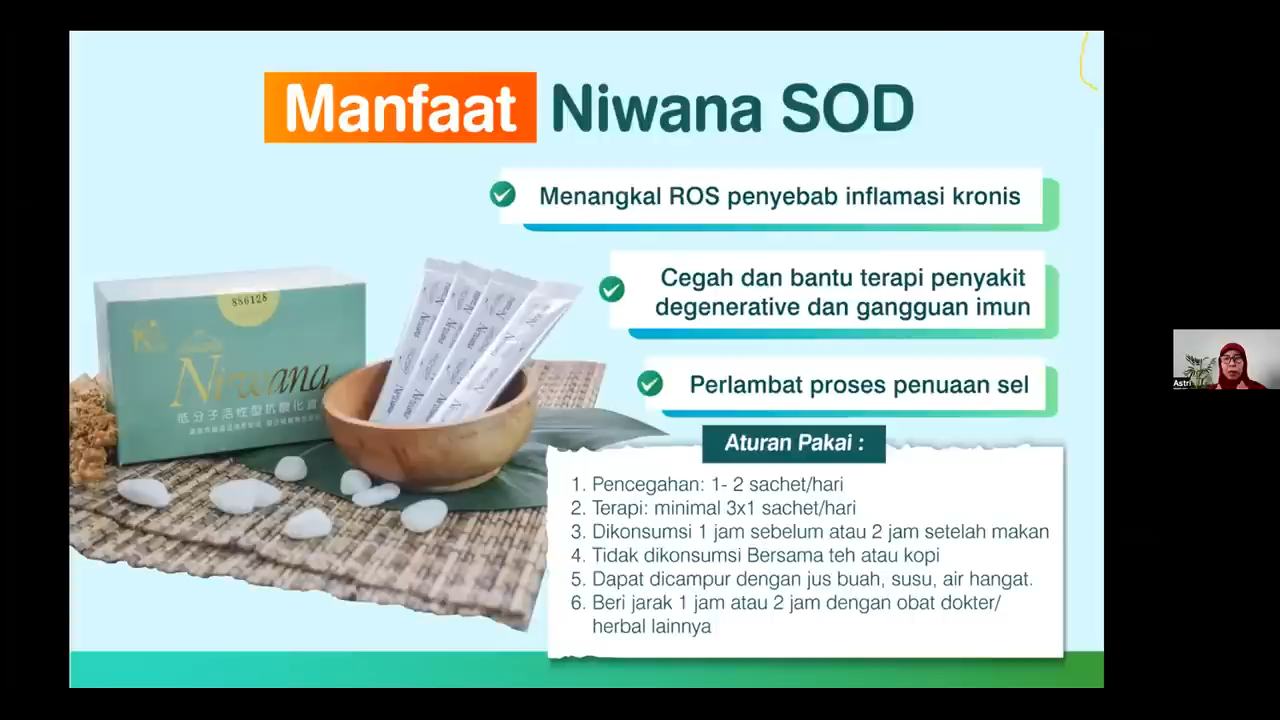 Manfaat Niwana SOD
Menangkal ROS penyebab inflamasi kronis
Cegah dan bantu terapi penyakit
degenerative dan gangguan imun
Perlambat proses penuaan sel
886128
Nirwana
Aturan Pakai :
1. Pencegahan: 1- 2 sachet/hari
2. Terapi: minimal 3x1 sachet/hari
3. Dikonsumsi 1 jam sebelum atau 2 jam setelah makan
4. Tidak dikonsumsi Bersama teh atau kopi
5. Dapat dicampur dengan jus buah, susu, air hangat.
6. Beri jarak 1 jam atau 2 jam dengan obat dokter/
herbal lainnya
Astri